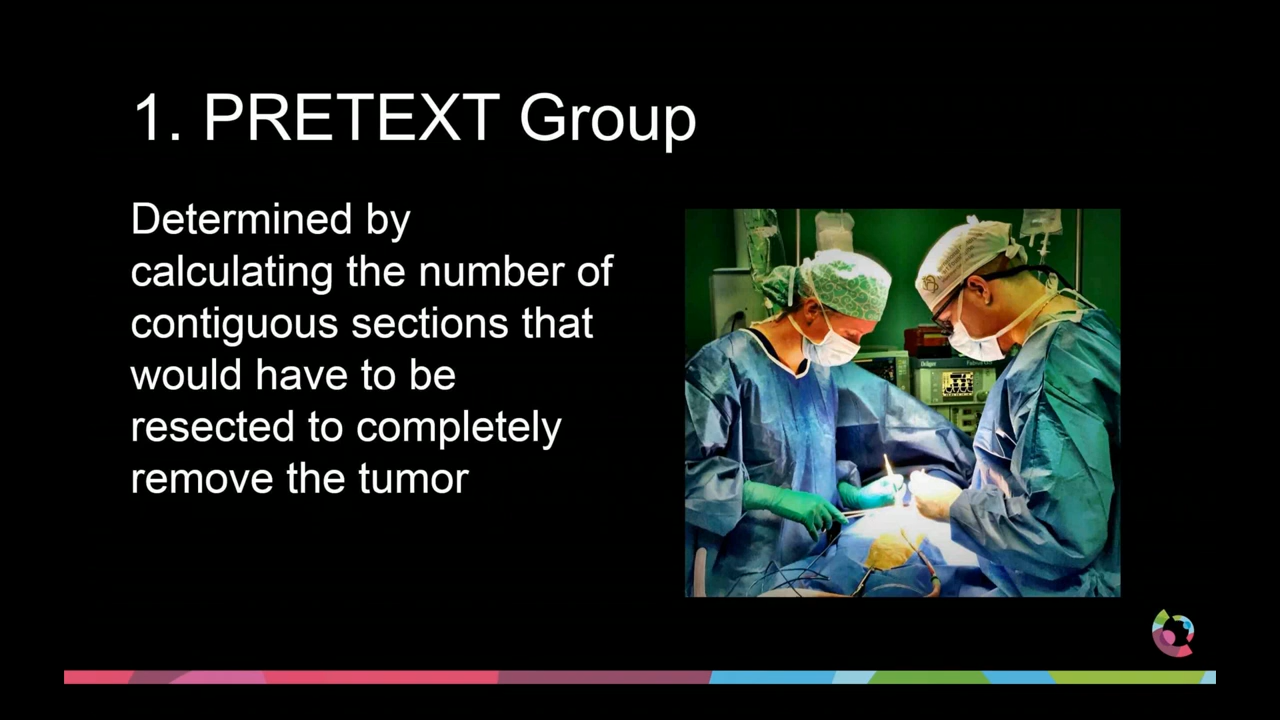 1. PRETEXT Group
Determined by
calculating the number of
contiguous sections that
would have to be
resected to completely
remove the tumor
Dräger